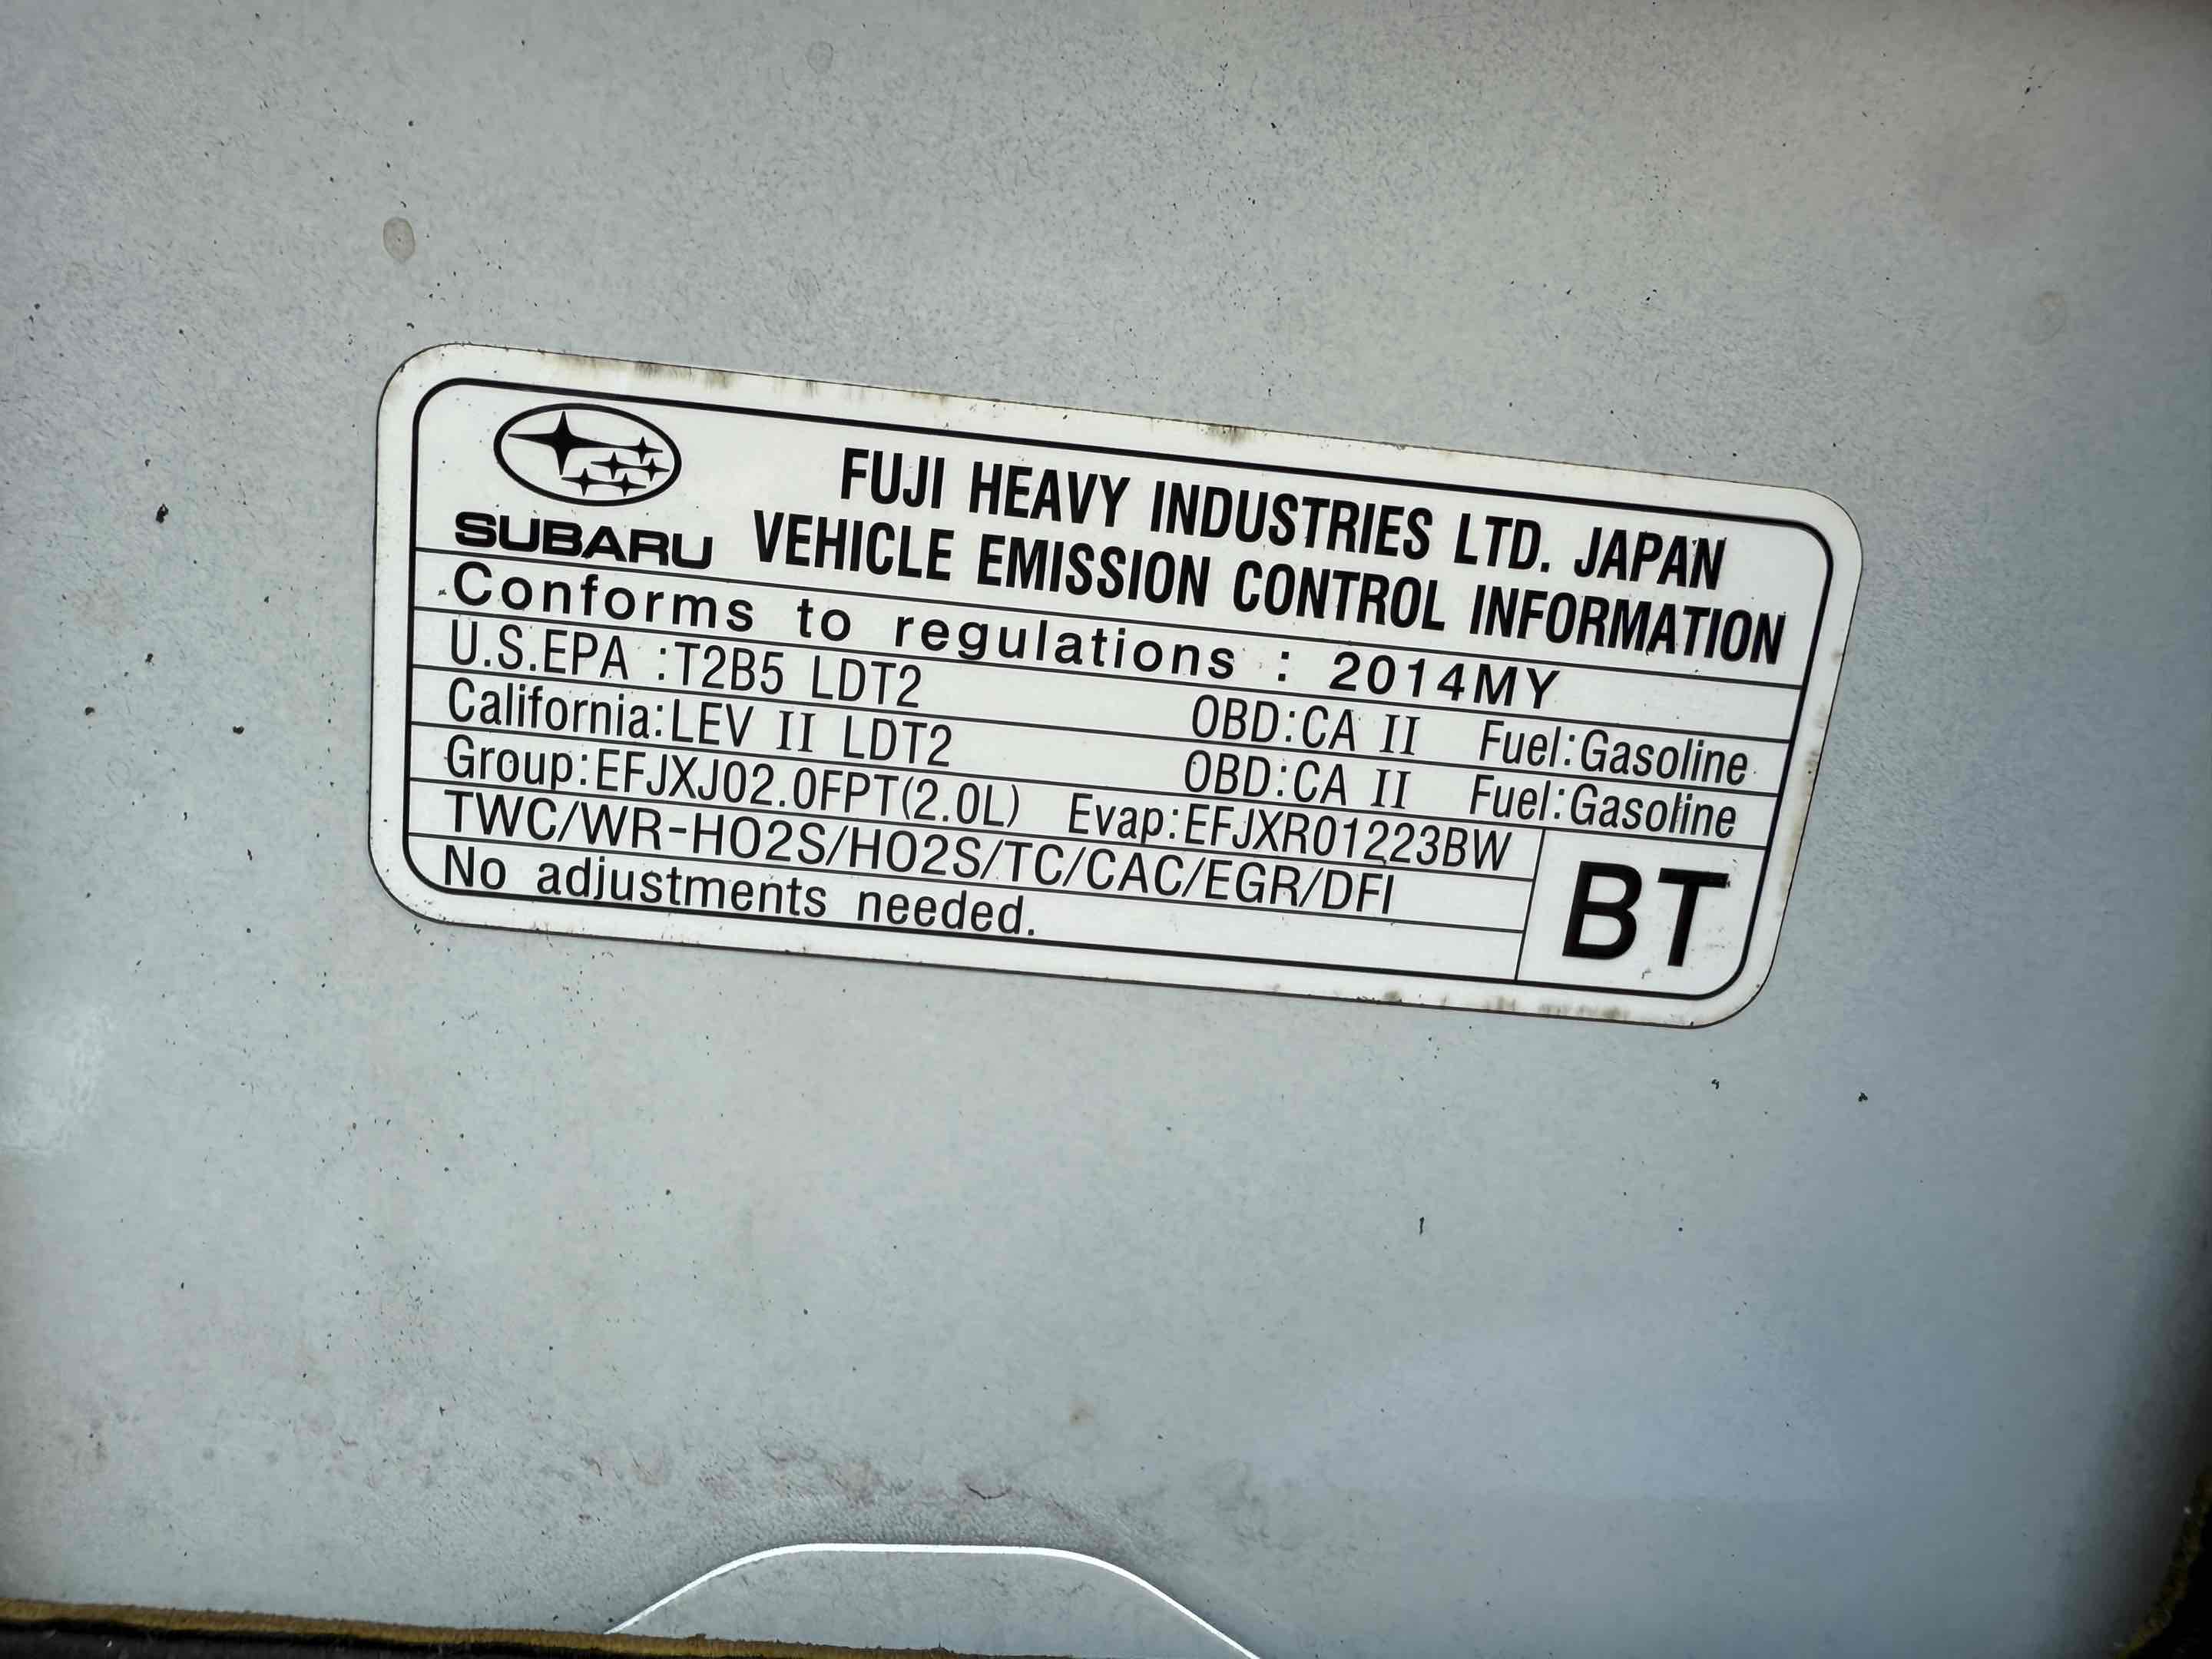 FUJI HEAVY INDUSTRIES LTD. JAPAN
SUBARU VEHICLE EMISSION CONTROL INFORMATION
Conforms to regulations : 2014MY
U.S.EPA :T2B5 LDT2 OBD:CA II Fuel:Gasoline
California:LEV II LDT2 OBD:CA II Fuel:Gasoline
Group:EFJXJ02.0FPT(2.0L) Evap:EFJXR01223BW
TWC/WR-HO2S/HO2S/TC/CAC/EGR/DFI
No adjustments needed.
BT